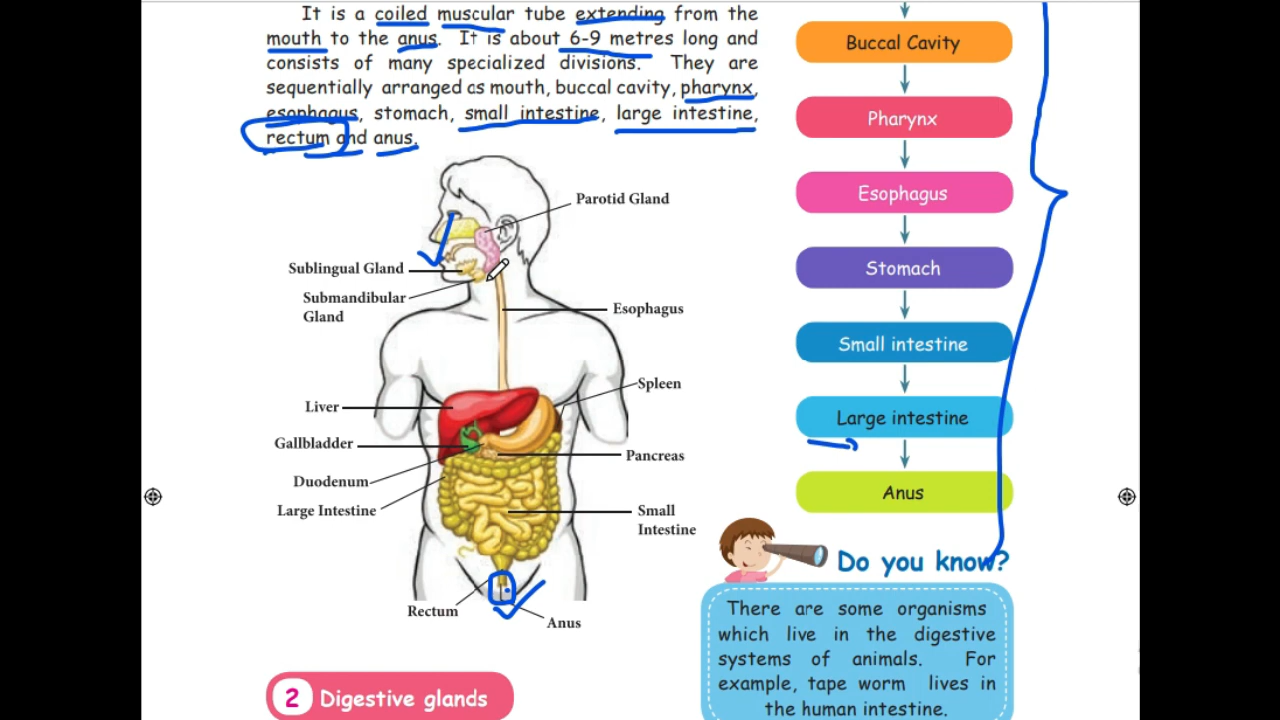 It is a coiled muscular tube extending from the
mouth to the anus. It is about 6-9 metres long and
consists of many specialized divisions. They are
sequentially arranged as mouth, buccal cavity, pharynx,
esophagus, stomach, small intestine, large intestine,
rectum and anus.
Parotid Gland
Sublingual Gland
Submandibular
Gland
Esophagus
Spleen
Liver
Gallbladder
Pancreas
Duodenum
Large Intestine
Small
Intestine
Rectum
Anus
2 Digestive glands
Buccal Cavity
Pharynx
Esophagus
Stomach
Small intestine
Large intestine
Anus
Do you know?
There are some organisms
which live in the digestive
systems of animals. For
example, tape worm lives in
the human intestine.